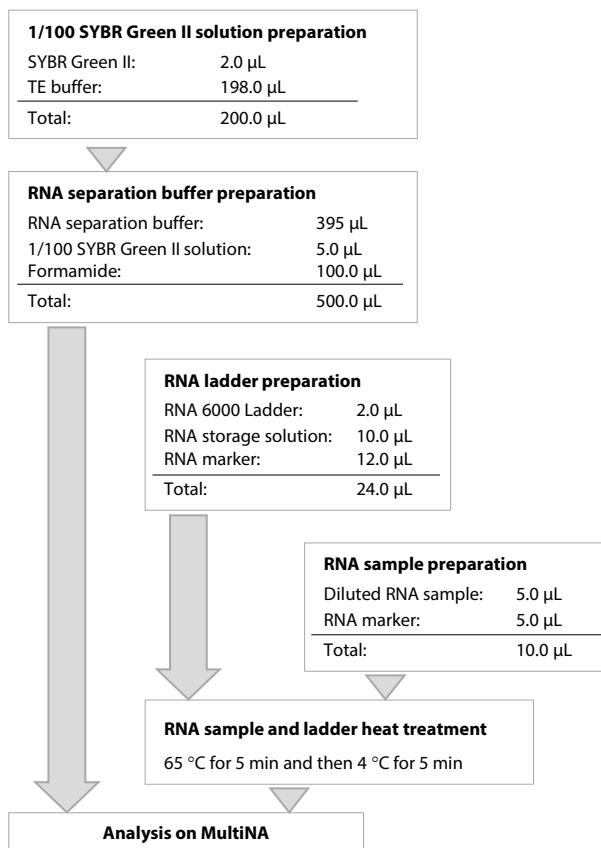 1/100 SYBR Green II solution preparation
SYBR Green II: 2.0 µL
TE buffer: 198.0 µL
Total: 200.0 µL
RNA separation buffer preparation
RNA separation buffer: 395 µL
1/100 SYBR Green II solution: 5.0 µL
Formamide: 100.0 µL
Total: 500.0 µL
RNA ladder preparation
RNA 6000 Ladder: 2.0 µL
RNA storage solution: 10.0 µL
RNA marker: 12.0 µL
Total: 24.0 µL
RNA sample preparation
Diluted RNA sample: 5.0 µL
RNA marker: 5.0 µL
Total: 10.0 µL
RNA sample and ladder heat treatment
65 °C for 5 min and then 4 °C for 5 min
Analysis on MultiNA